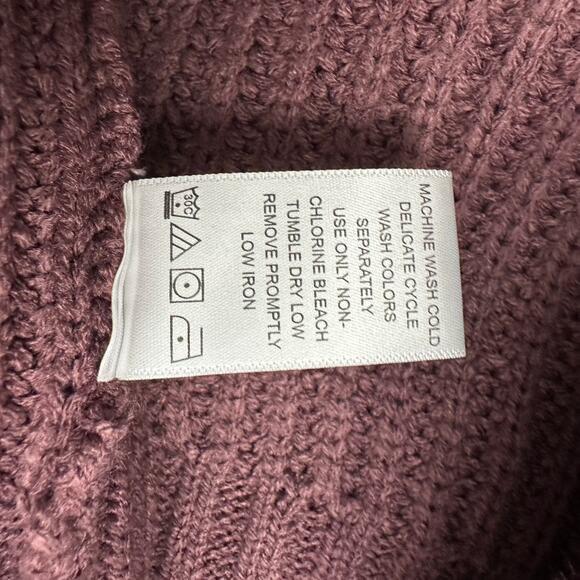 MACHINE WASH COLD
DELICATE CYCLE
WASH COLORS
SEPARATELY
USE ONLY NON-
CHLORINE BLEACH
TUMBLE DRY LOW
REMOVE PROMPTLY
LOW IRON
30C